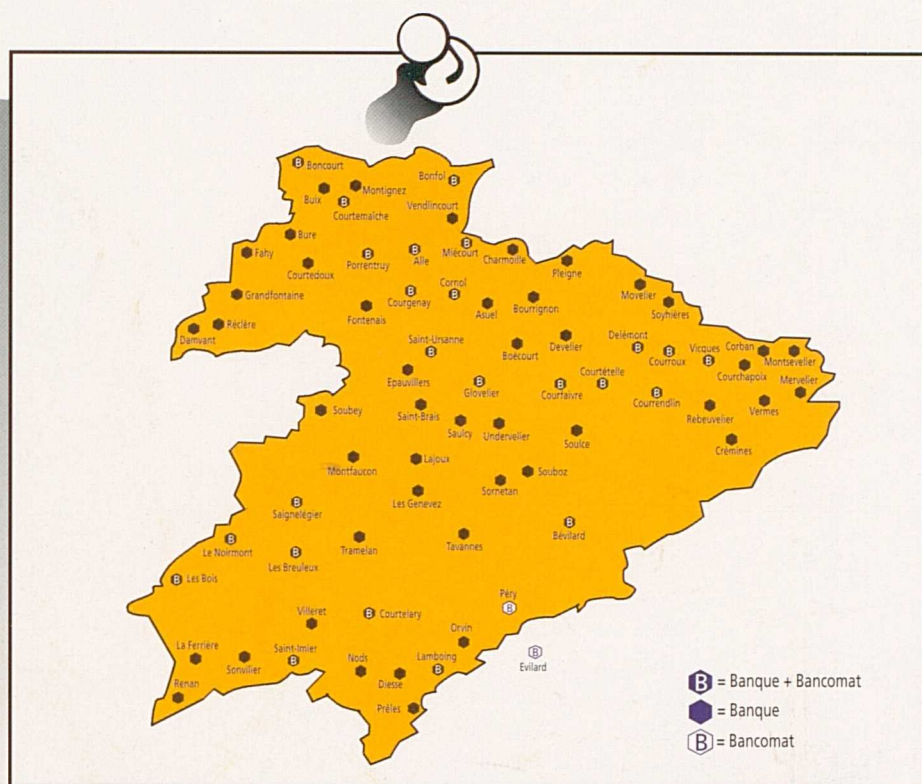 Boncourt
Bonfol
Buix
Montignez
Courtemaîche
Vendlincourt
Bure
Fahy
Courtedoux
Porrentruy
Alle
Miécourt
Charmoille
Pleigne
Grandfontaine
Courgenay
Cornol
Asuel
Bourrignon
Movelier
Soyhières
Damvant
Réclère
Fontenais
Saint-Ursanne
Boécourt
Develier
Delémont
Courroux
Vicques
Corban
Montsevelier
Courchapoix
Mervelier
Epauvillers
Glovelier
Courfaivre
Courtételle
Courrendlin
Rebeuvelier
Vermes
Soubey
Saint-Brais
Saulcy
Undervelier
Soulce
Crémines
Montfaucon
Lajoux
Souboz
Sornetan
Les Genevez
Saignelégier
Le Noirmont
Les Breuleux
Tramelan
Tavannes
Bévilard
Les Bois
Villeret
Courtelary
Péry
B
Orvin
Evilard
B
La Ferrière
Sonvilier
Saint-Imier
Nods
Diesse
Lamboing
Renan
Prêles
B = Banque + Bancomat
= Banque
B = Bancomat